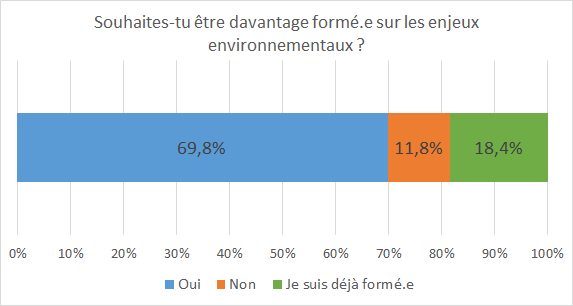 Souhaites-tu être davantage formé.e sur les enjeux
environnementaux ?
69,8% 11,8% 18,4%
0% 10% 20% 30% 40% 50% 60% 70% 80% 90% 100%
Oui Non Je suis déjà formé.e